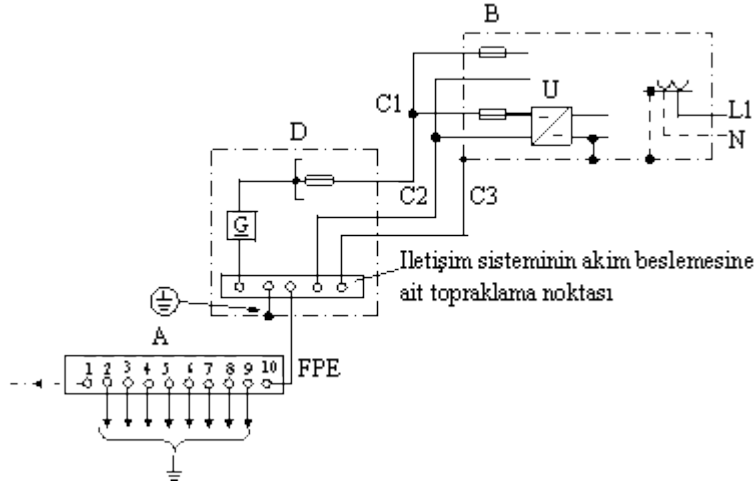 B
U
C1
L1
N
D
C2
C3
G
Iletişim sisteminin akim beslemesine
ait topraklama noktası
A
1 2 3 4 5 6 7 8 9 10
FPE